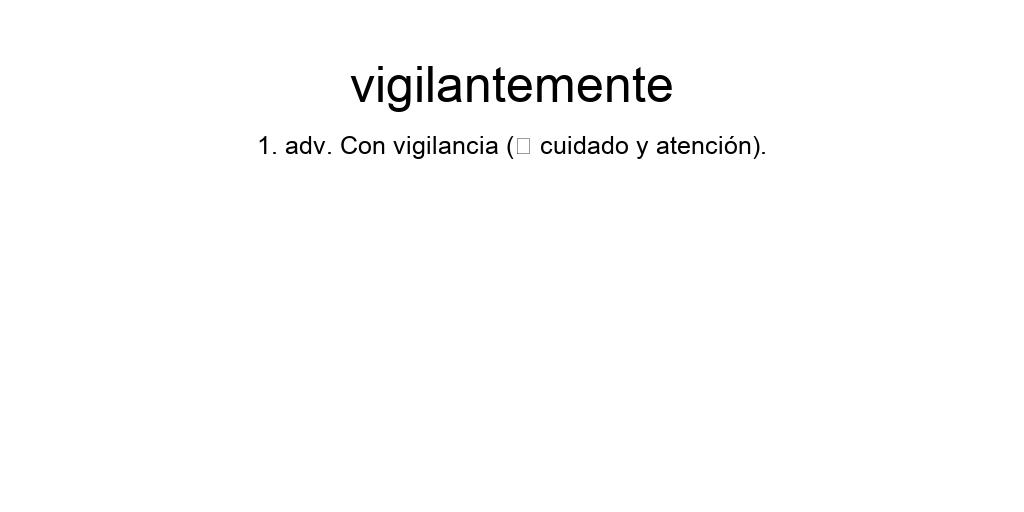 vigilantemente
1. adv. Con vigilancia (□ cuidado y atención).